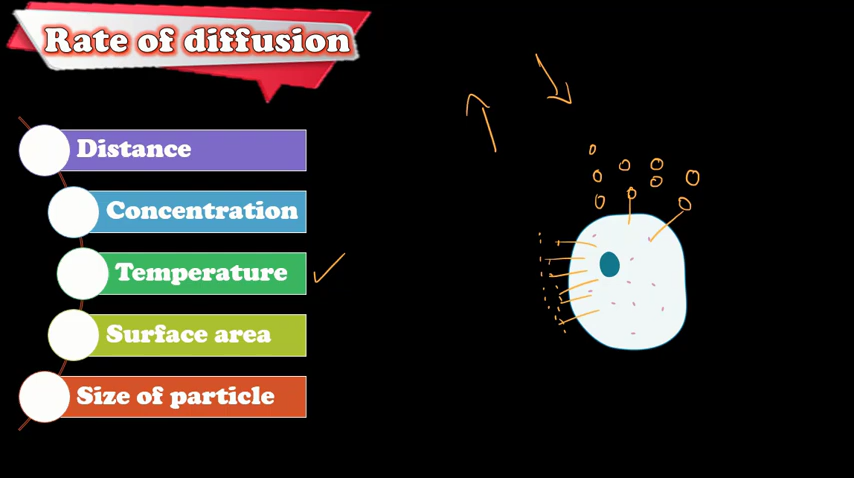 Rate of diffusion
Distance
Concentration
Temperature
Surface area
Size of particle